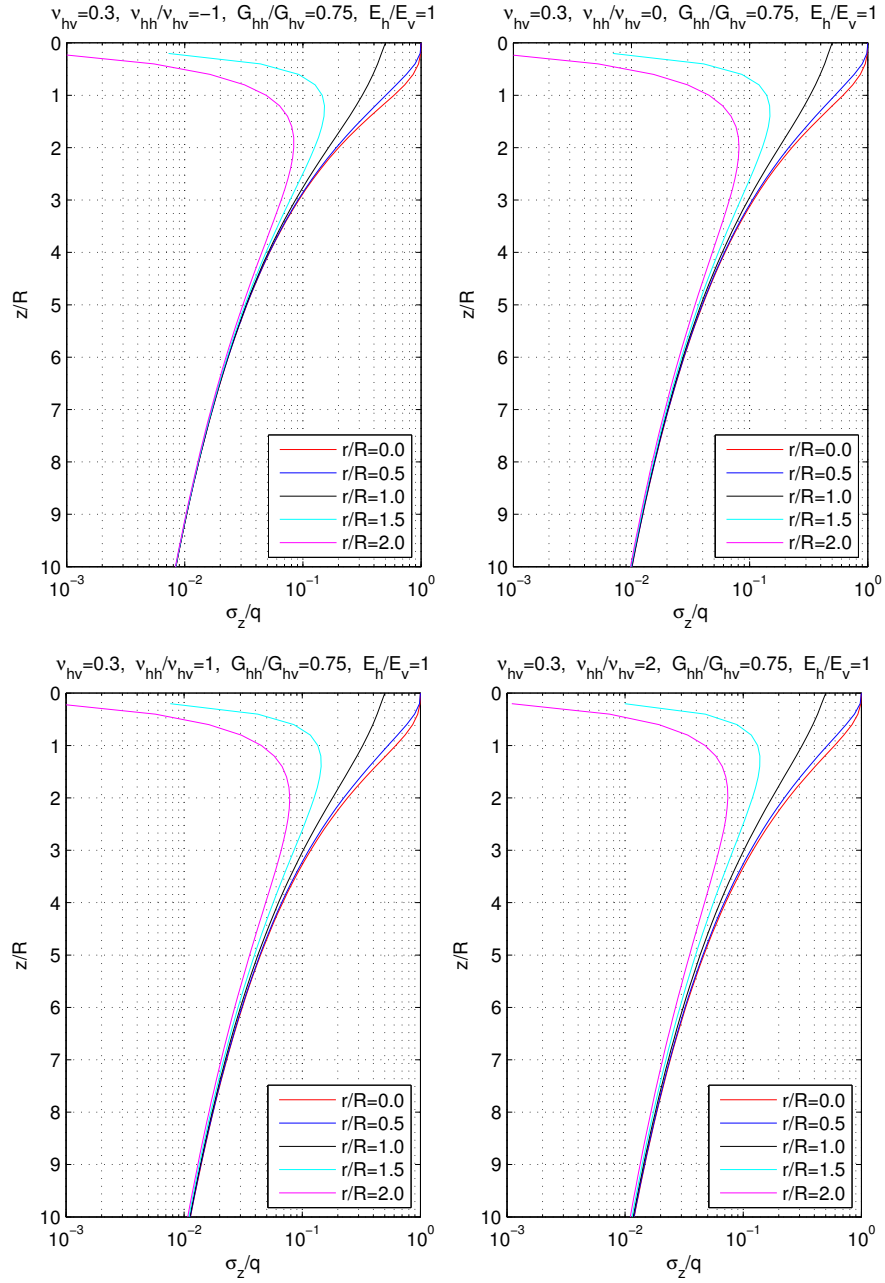 ν_hv=0.3, ν_hh/ν_hv=-1, G_hh/G_hv=0.75, E_h/E_v=1
0
1
2
3
4
5
6
7
8
9
10
z/R
r/R=0.0
r/R=0.5
r/R=1.0
r/R=1.5
r/R=2.0
10^-3
10^-2
10^-1
10^0
σ_z/q
ν_hv=0.3, ν_hh/ν_hv=0, G_hh/G_hv=0.75, E_h/E_v=1
0
1
2
3
4
5
6
7
8
9
10
z/R
r/R=0.0
r/R=0.5
r/R=1.0
r/R=1.5
r/R=2.0
10^-3
10^-2
10^-1
10^0
σ_z/q
ν_hv=0.3, ν_hh/ν_hv=1, G_hh/G_hv=0.75, E_h/E_v=1
0
1
2
3
4
5
6
7
8
9
10
z/R
r/R=0.0
r/R=0.5
r/R=1.0
r/R=1.5
r/R=2.0
10^-3
10^-2
10^-1
10^0
σ_z/q
ν_hv=0.3, ν_hh/ν_hv=2, G_hh/G_hv=0.75, E_h/E_v=1
0
1
2
3
4
5
6
7
8
9
10
z/R
r/R=0.0
r/R=0.5
r/R=1.0
r/R=1.5
r/R=2.0
10^-3
10^-2
10^-1
10^0
σ_z/q